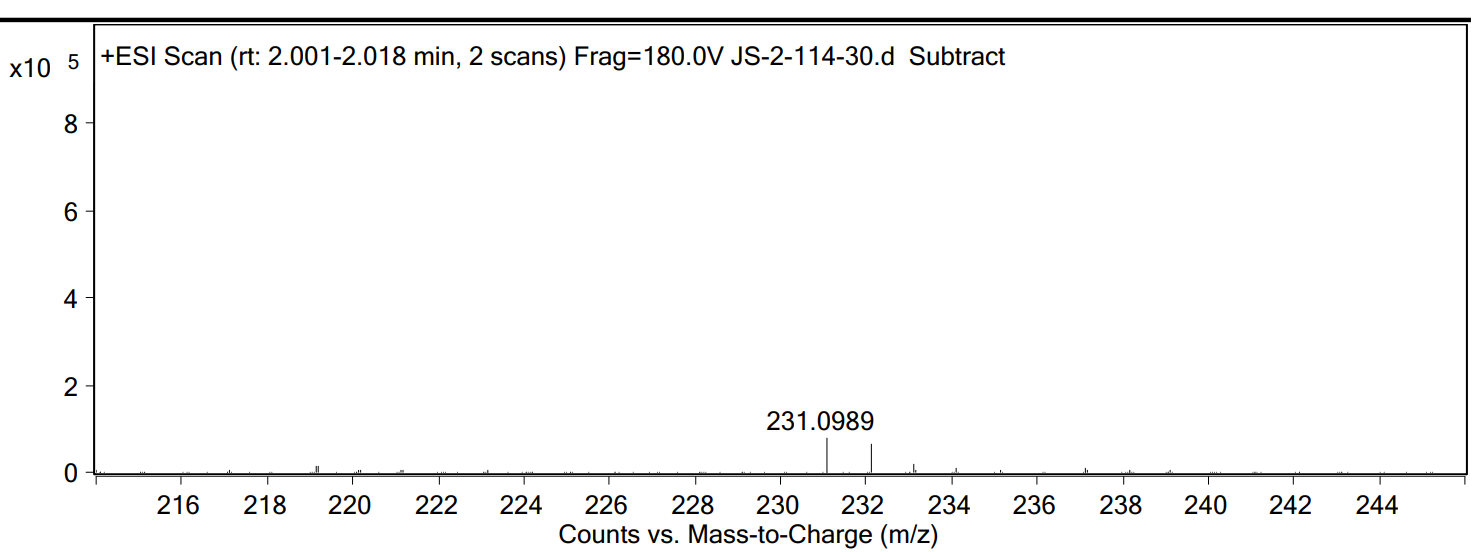 x10 5
+ESI Scan (rt: 2.001-2.018 min, 2 scans) Frag=180.0V JS-2-114-30.d Subtract
8
6
4
2
0
231.0989
216 218 220 222 224 226 228 230 232 234 236 238 240 242 244
Counts vs. Mass-to-Charge (m/z)